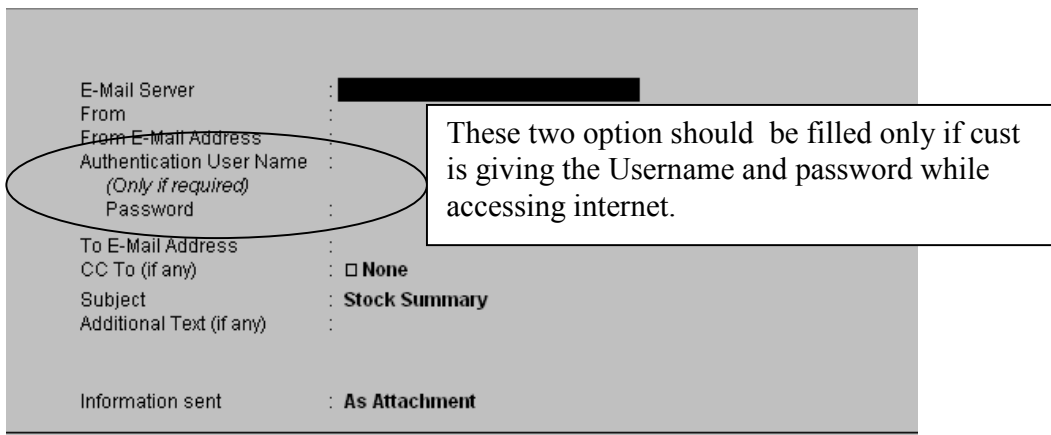 E-Mail Server :
From :
From E-Mail Address :
Authentication User Name :
(Only if required)
Password :
To E-Mail Address :
CC To (if any) : □ None
Subject : Stock Summary
Additional Text (if any) :
Information sent : As Attachment
These two option should be filled only if cust
is giving the Username and password while
accessing internet.